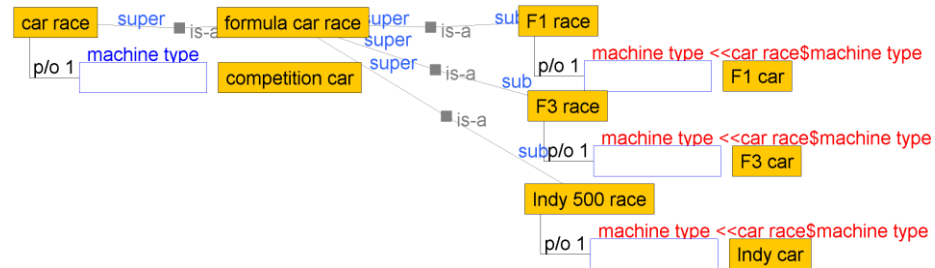 car race super is-a formula car race super is-a sub F1 race
p/o 1 machine type super machine type <<car race$machine type
competition car super is-a p/o 1 F1 car
sub F3 race
is-a machine type <<car race$machine type
sub p/o 1 F3 car
Indy 500 race
machine type <<car race$machine type
p/o 1 Indy car